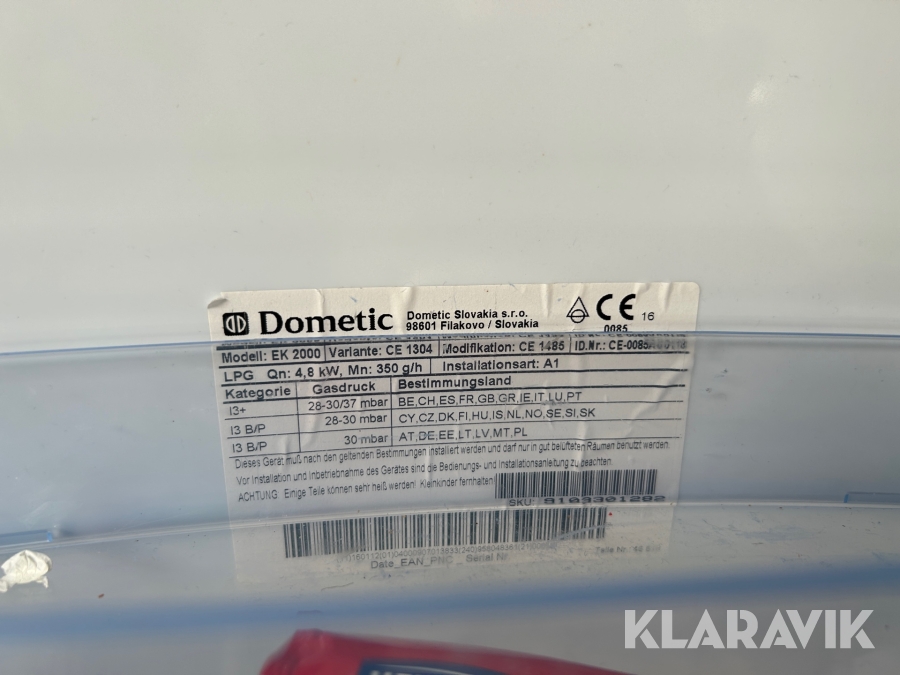 Dometic
Dometic Slovakia s.r.o.
98601 Filakovo / Slovakia
CE 16
0085
Modell: EK 2000 Variante: CE 1304 Modifikation: CE 1485 ID.Nr.:
LPG Qn: 4,8 kW, Mn: 350 g/h Installationsart: A1
Kategorie Gasdruck Bestimmungsland
I3+ 28-30/37 mbar BE,CH,ES,FR,GB,GR,IE,IT,LU,PT
I3 B/P 28-30 mbar CY,CZ,DK,FI,HU,IS,NL,NO,SE,SI,SK
I3 B/P 30 mbar AT,DE,EE,LT,LV,MT,PL
Dieses Gerät muß nach den geltenden Bestimmungen installiert werden und darf nur in gut belüfteten Räumen benutzt werden.
Vor Installation und Inbetriebnahme des Gerätes sind die Bedienungs- und Installationsanleitung zu beachten.
ACHTUNG: Einige Teile können sehr heiß werden! Kleinkinder fernhalten
SKU: 9103301282
Date_EAN_PNC_ Serial Nr.
Teile Nr.
KLARAVIK